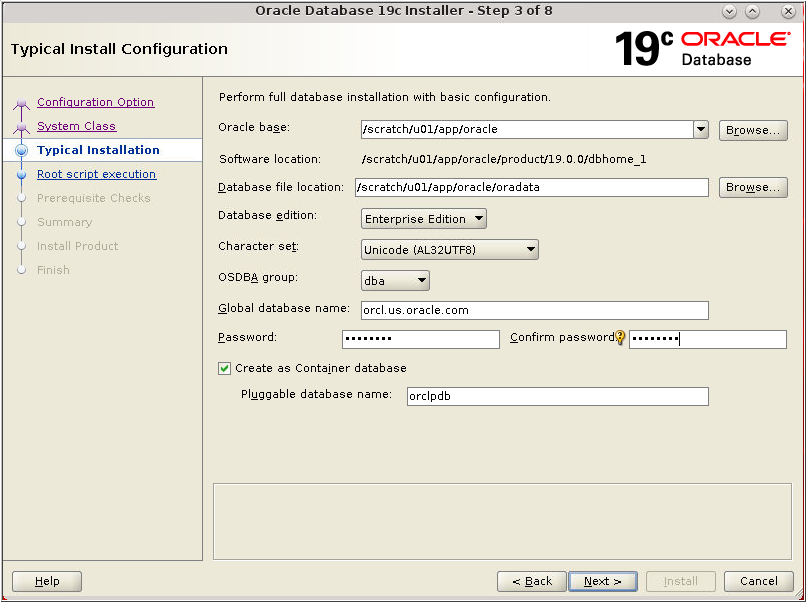 Oracle Database 19c Installer - Step 3 of 8
Typical Install Configuration
19c ORACLE
Database
Configuration Option
System Class
Typical Installation
Root script execution
Prerequisite Checks
Summary
Install Product
Finish
Perform full database installation with basic configuration.
Oracle base: /scratch/u01/app/oracle Browse...
Software location: /scratch/u01/app/oracle/product/19.0.0/dbhome_1
Database file location: /scratch/u01/app/oracle/oradata Browse...
Database edition: Enterprise Edition
Character set: Unicode (AL32UTF8)
OSDBA group: dba
Global database name: orcl.us.oracle.com
Password: •••••••• Confirm password: ••••••••
Create as Container database
Pluggable database name: orclpdb
Help < Back Next > Install Cancel